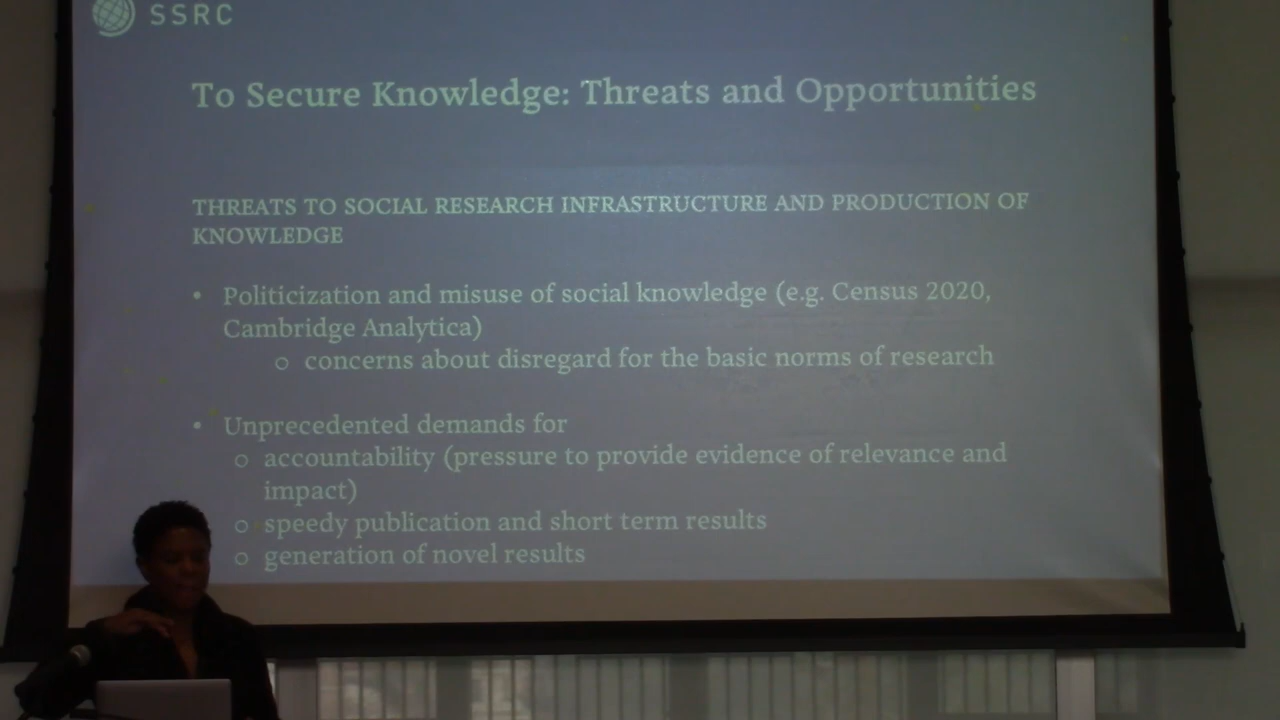 SSRC
To Secure Knowledge: Threats and Opportunities
THREATS TO SOCIAL RESEARCH INFRASTRUCTURE AND PRODUCTION OF
KNOWLEDGE
• Politicization and misuse of social knowledge (e.g. Census 2020,
Cambridge Analytica)
o concerns about disregard for the basic norms of research
• Unprecedented demands for
o accountability (pressure to provide evidence of relevance and
impact)
o speedy publication and short term results
o generation of novel results